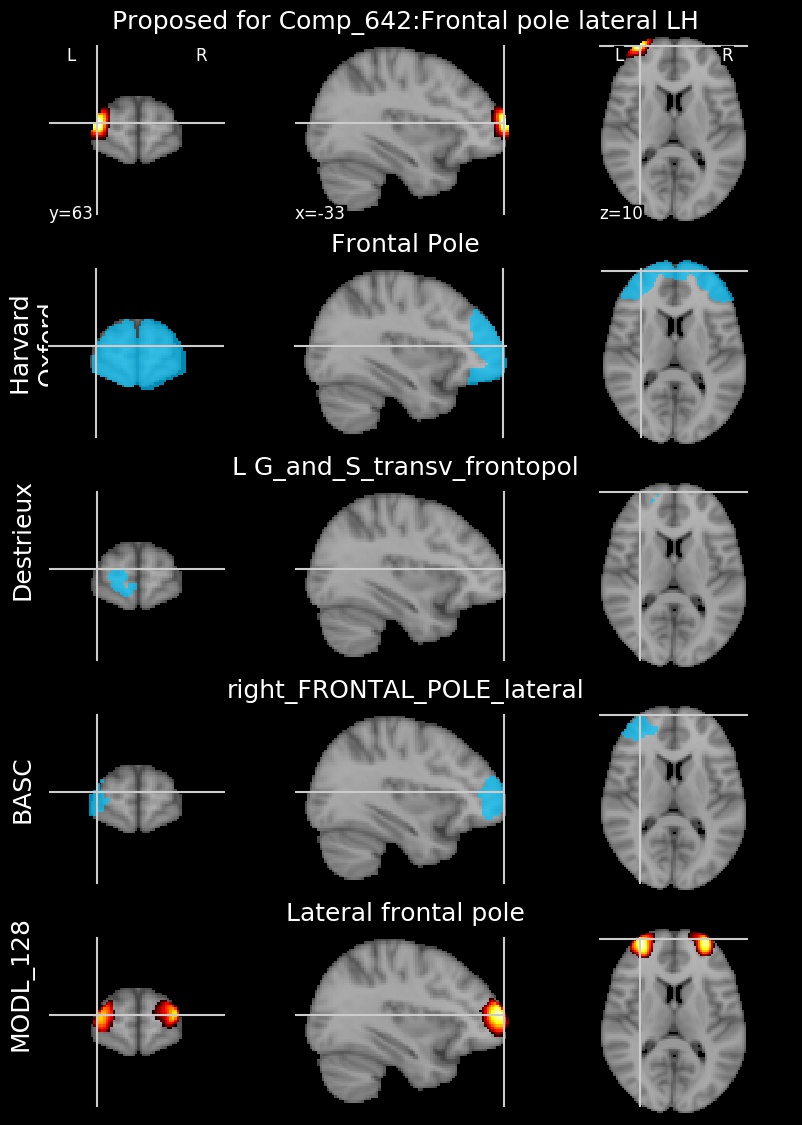 Proposed for Comp_642:Frontal pole lateral LH
L R
L R
y=63
x=-33
z=10
Frontal Pole
Harvard
Oxford
L G_and_S_transv_frontopol
Destrieux
right_FRONTAL_POLE_lateral
BASC
Lateral frontal pole
MODL_128